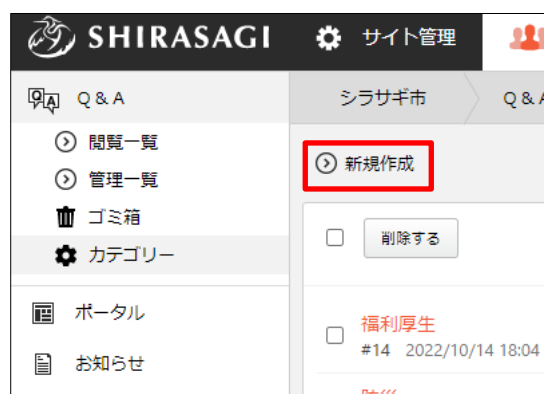 SHIRASAGI
サイト管理
Q & A
シラサギ市
Q &
閲覧一覧
管理一覧
ゴミ箱
カテゴリー
ポータル
お知らせ
新規作成
削除する
福利厚生
#14 2022/10/14 18:04